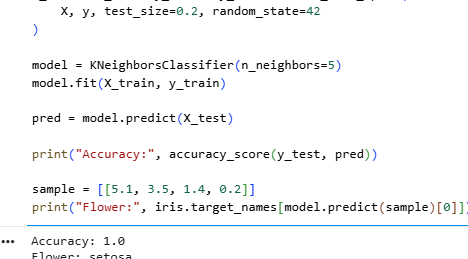 X, y, test_size=0.2, random_state=42
)
model = KNeighborsClassifier(n_neighbors=5)
model.fit(X_train, y_train)
pred = model.predict(X_test)
print("Accuracy:", accuracy_score(y_test, pred))
sample = [[5.1, 3.5, 1.4, 0.2]]
print("Flower:", iris.target_names[model.predict(sample)[0]])
Accuracy: 1.0
Flower: setosa